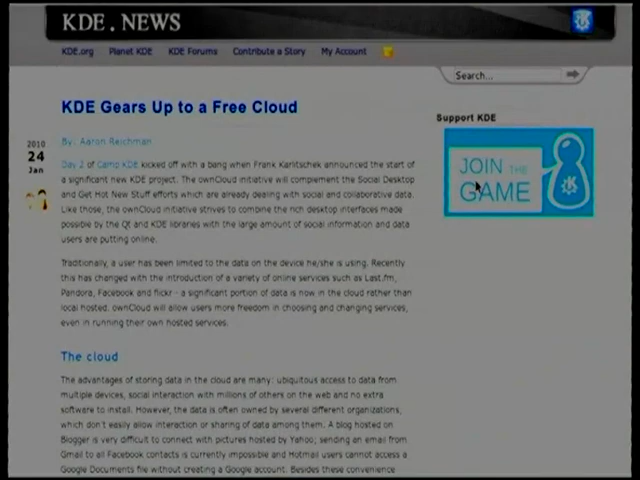 KDE.NEWS
KDE.org Planet KDE KDE Forums Contribute a Story My Account
Search...
KDE Gears Up to a Free Cloud
Support KDE
2010
24
Jan
JOIN THE
GAME
By: Aaron Reichman
Day 2 of Camp KDE kicked off with a bang when Frank Karlitschek announced the start of
a significant new KDE project. The ownCloud initiative will complement the Social Desktop
and Get Hot New Stuff efforts which are already dealing with social and collaborative data.
Like those, the ownCloud initiative strives to combine the rich desktop interfaces made
possible by the Qt and KDE libraries with the large amount of social information and data
users are putting online.
Traditionally, a user has been limited to the data on the device he/she is using. Recently
this has changed with the introduction of a variety of online services such as Last.fm,
Pandora, Facebook and flickr - a significant portion of data is now in the cloud rather than
local hosted. ownCloud will allow users more freedom in choosing and changing services,
even in running their own hosted services.
The cloud
The advantages of storing data in the cloud are many: ubiquitous access to data from
multiple devices, social interaction with millions of others on the web and no extra
software to install. However, the data is often owned by several different organizations,
which don't easily allow interaction or sharing of data among them. A blog hosted on
Blogger is very difficult to connect with pictures hosted by Yahoo; sending an email from
Gmail to all Facebook contacts is currently impossible and Hotmail users cannot access a
Google Documents file without creating a Google account. Besides these convenience